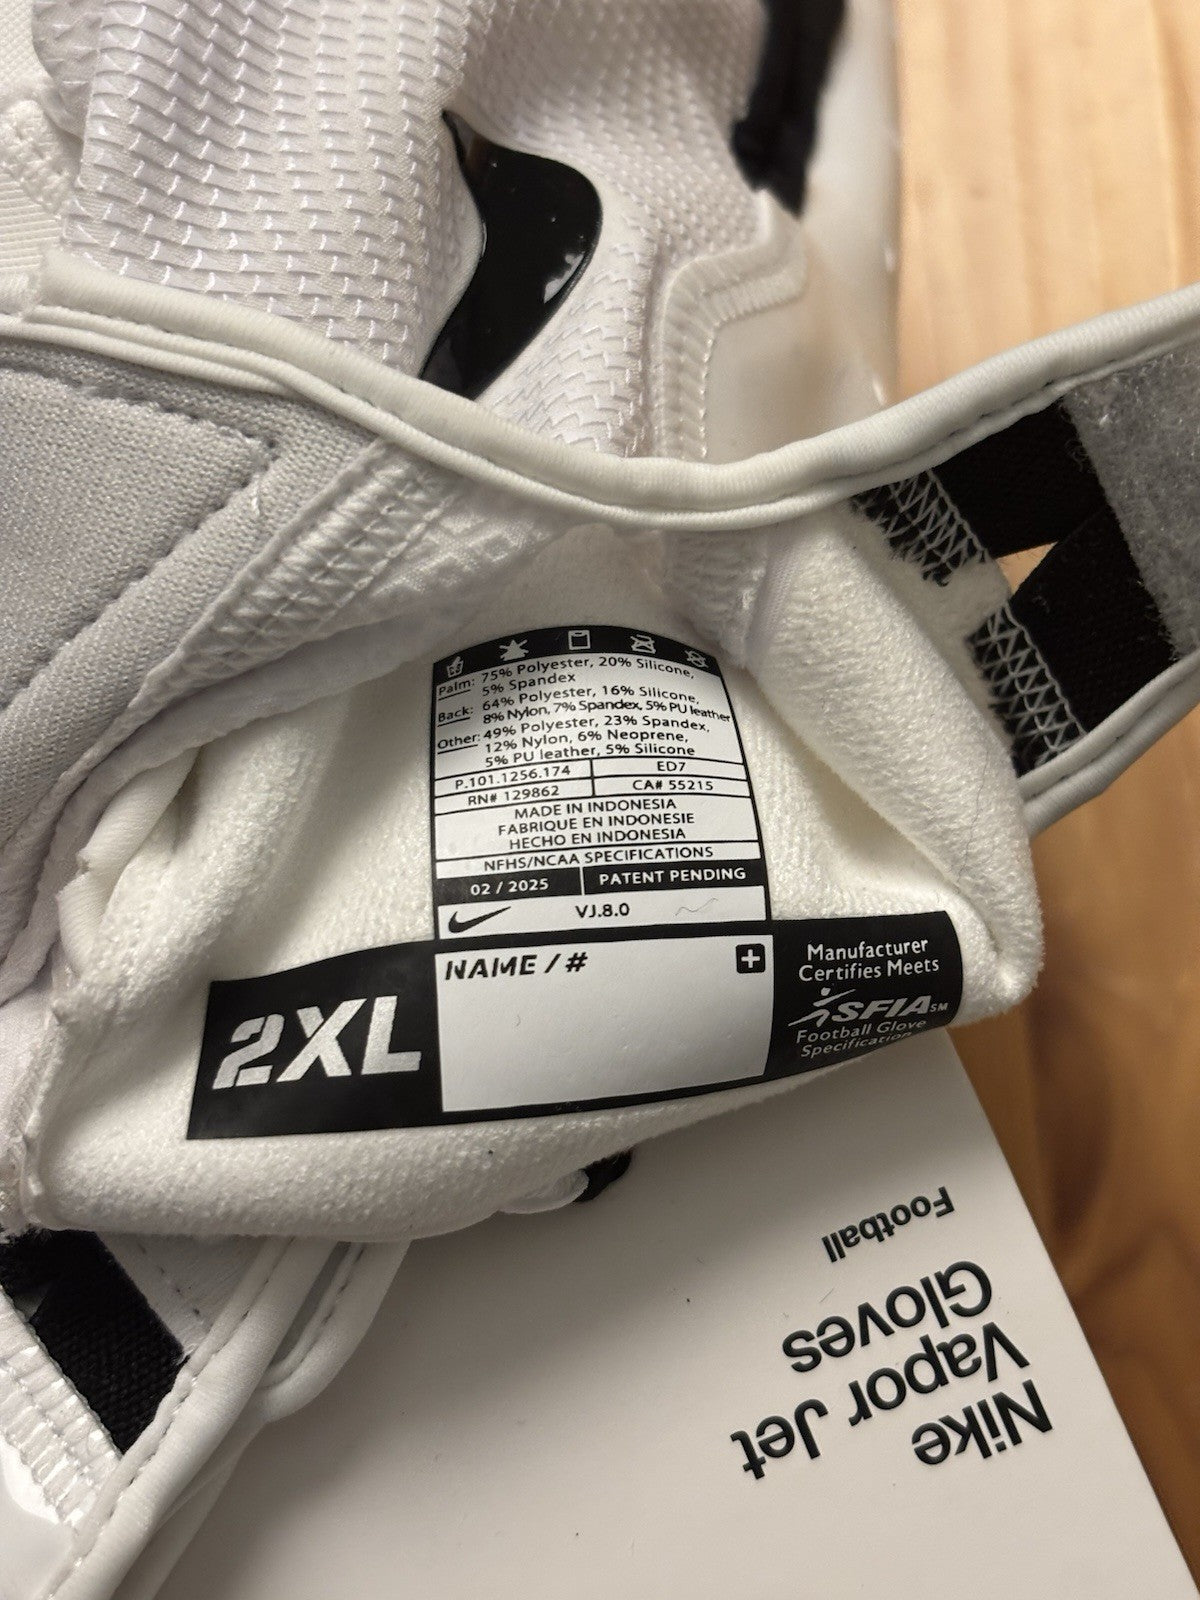 Palm: 75% Polyester, 20% Silicone,
5% Spandex
Back: 64% Polyester, 16% Silicone,
8% Nylon, 7% Spandex, 5% PU leather
Other: 49% Polyester, 23% Spandex,
12% Nylon, 6% Neoprene,
5% PU leather, 5% Silicone
P.101.1256.174 ED7
RN# 129862 CA# 55215
MADE IN INDONESIA
FABRIQUE EN INDONESIE
HECHO EN INDONESIA
NFHS/NCAA SPECIFICATIONS
02 / 2025 PATENT PENDING
VJ.8.0
2XL
NAME / #
Manufacturer
Certifies Meets
SFIA SM
Football Glove
Specification
Nike
Vapor Jet
Gloves
Football